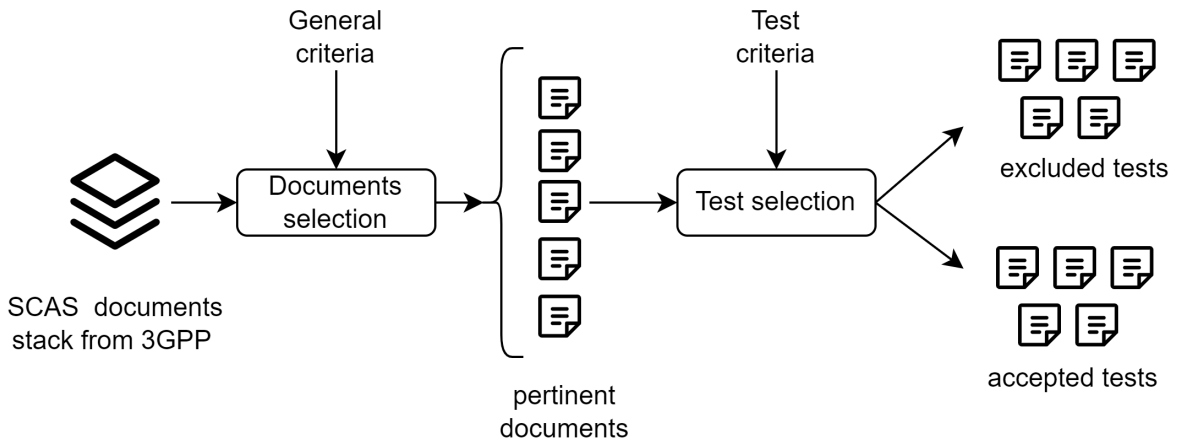 General
criteria
Test
criteria
Documents
selection
Test selection
excluded tests
SCAS documents
stack from 3GPP
pertinent
documents
accepted tests